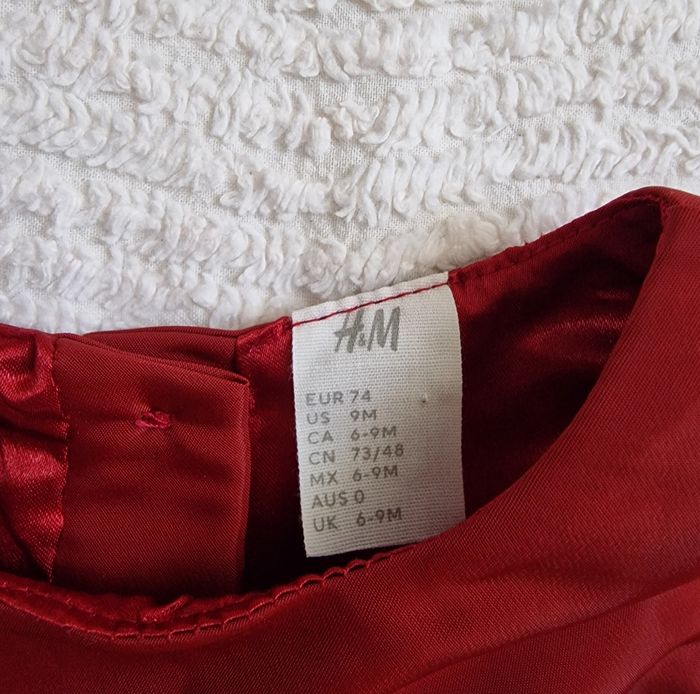 H&M
EUR 74
US 9M
CA 6-9M
CN 73/48
MX 6-9M
AUS 0
UK 6-9M